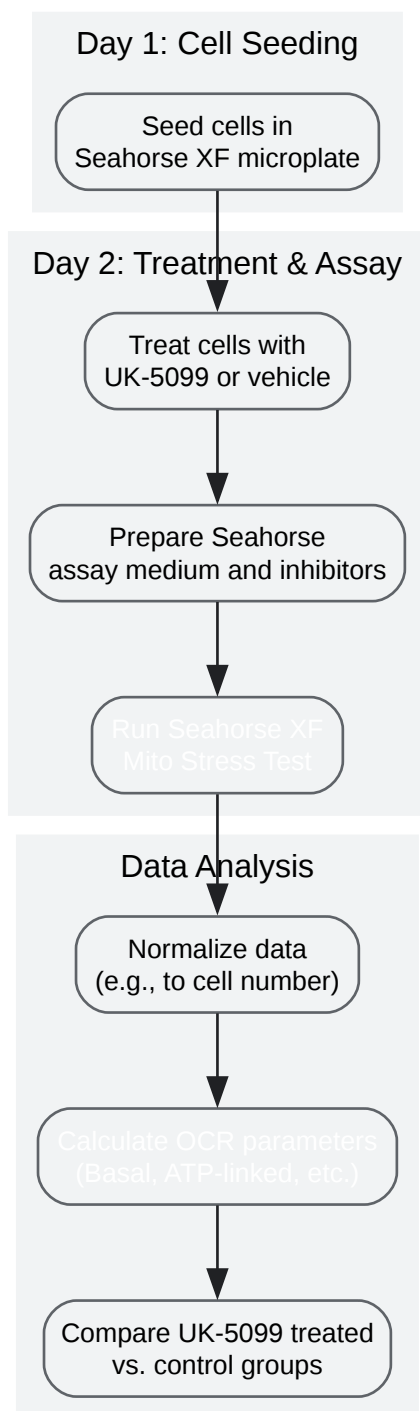 Day 1: Cell Seeding
Seed cells in
Seahorse XF microplate
Day 2: Treatment & Assay
Treat cells with
UK-5099 or vehicle
Prepare Seahorse
assay medium and inhibitors
Run Seahorse XF
Mito Stress Test
Data Analysis
Normalize data
(e.g., to cell number)
Calculate OCR parameters
(Basal, ATP-linked, etc.)
Compare UK-5099 treated
vs. control groups